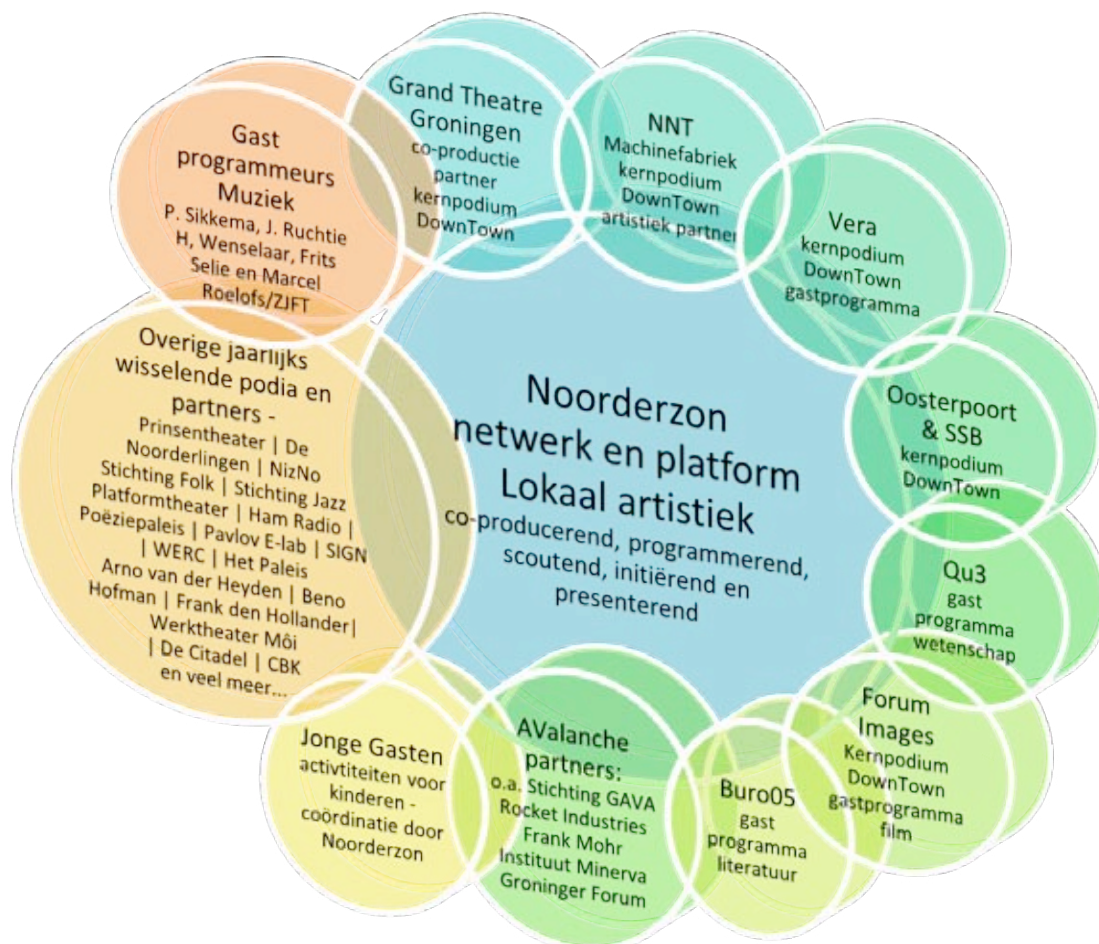 Grand Theatre
Groningen
co-productie
partner
kernpodium
DownTown
NNT
Machinefabriek
kernpodium
DownTown
artistiek partner
Vera
kernpodium
DownTown
gastprogramma
Oosterpoort
& SSB
kernpodium
DownTown
Qu3
gast
programma
wetenschap
Forum
Images
Kernpodium
DownTown
gastprogramma
film
Buro05
gast
programma
literatuur
AValanche
partners:
o.a. Stichting GAVA
Rocket Industries
Frank Mohr
Instituut Minerva
Groninger Forum
Jonge Gasten
activtiteiten voor
kinderen -
coördinatie door
Noorderzon
Overige jaarlijks
wisselende podia en
partners -
Prinsentheater | De
Noorderlingen | NizNo
Stichting Folk | Stichting Jazz
Platformtheater | Ham Radio |
Poëziepaleis | Pavlov E-lab | SIGN
| WERC | Het Paleis
Arno van der Heyden | Beno
Hofman | Frank den Hollander|
Werktheater Môi
| De Citadel | CBK
en veel meer...
Gast
programmeurs
Muziek
P. Sikkema, J. Ruchtie
H, Wenselaar, Frits
Selie en Marcel
Roelofs/ZJFT
Noorderzon
netwerk en platform
Lokaal artistiek
co-producerend, programmerend,
scoutend, initiërend en
presenterend